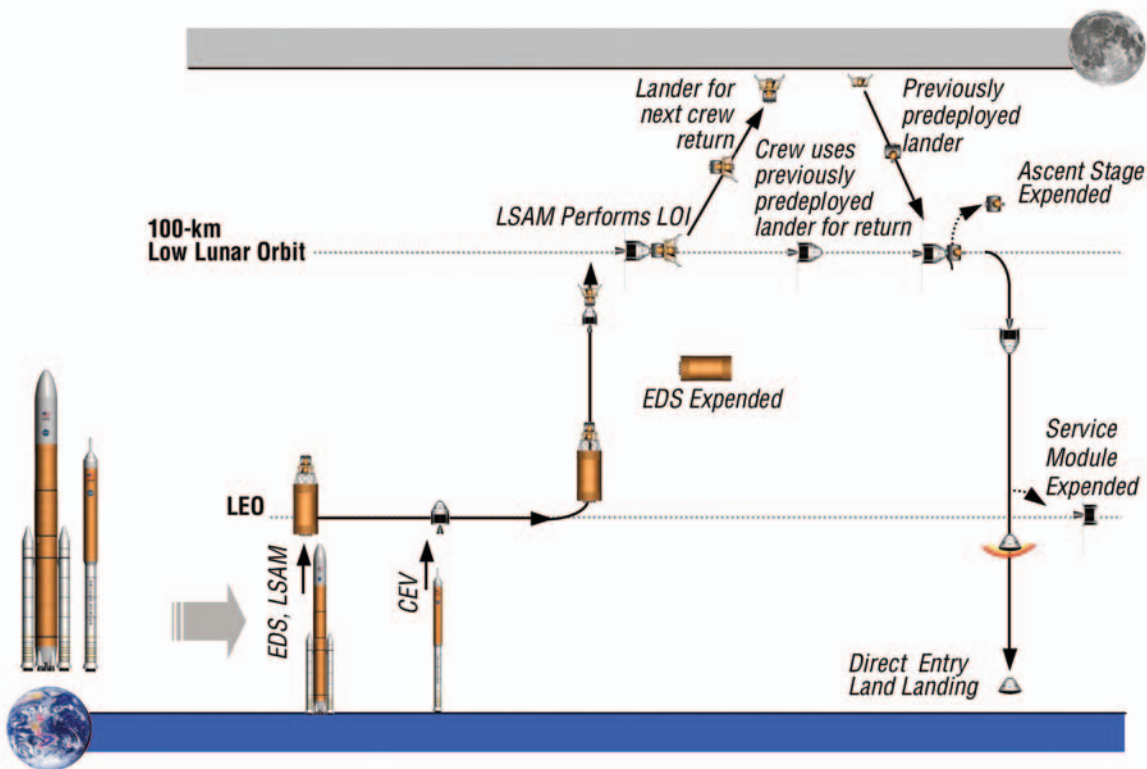 Lander for
next crew
return
Previously
predeployed
lander
Crew uses
previously
predeployed
lander for return
Ascent Stage
Expended
LSAM Performs LOI
100-km
Low Lunar Orbit
EDS Expended
Service
Module
Expended
LEO
EDS, LSAM
CEV
Direct Entry
Land Landing